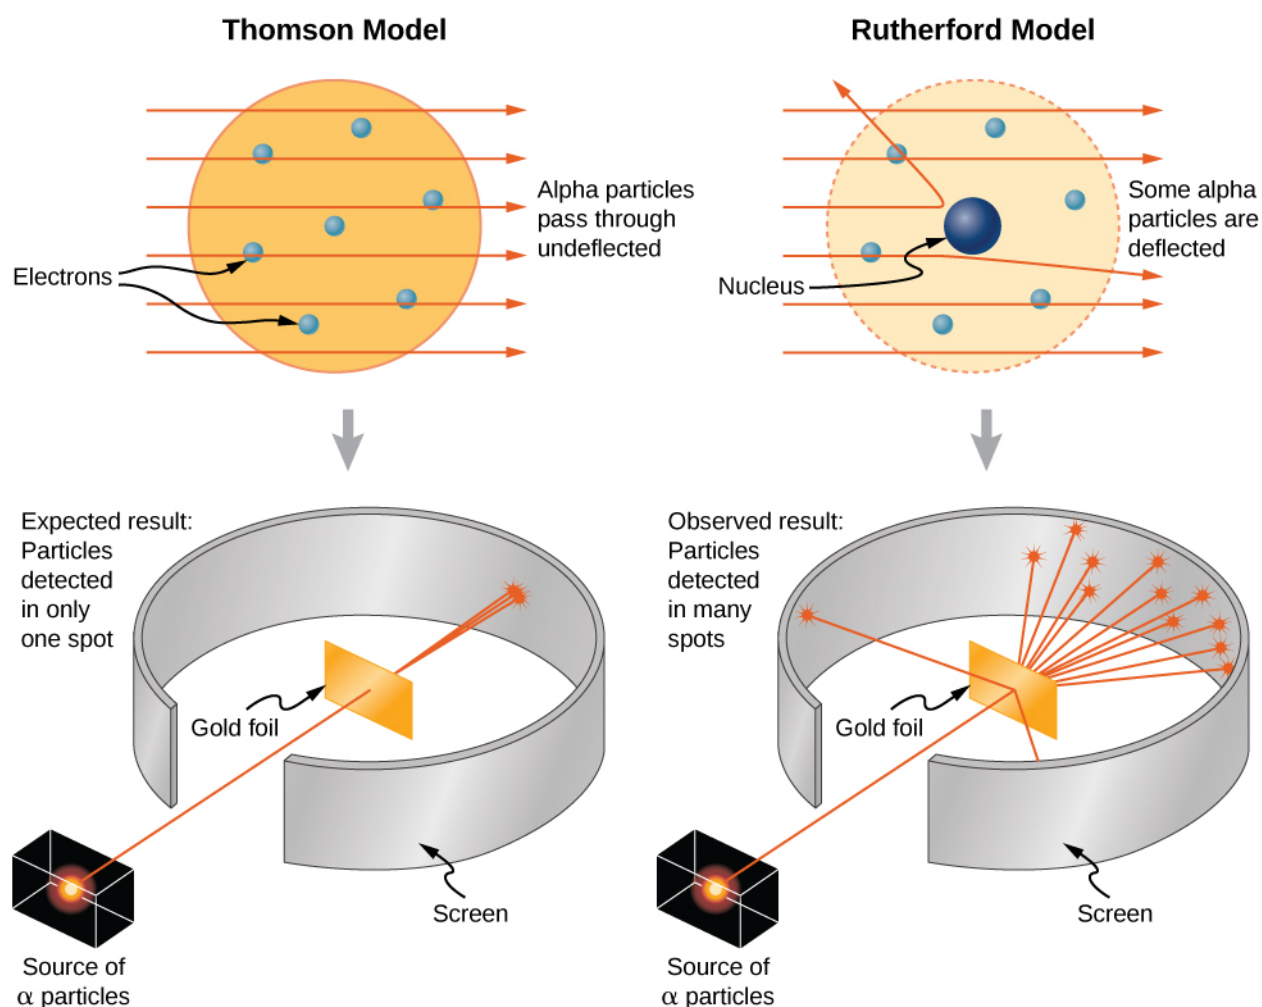 Thomson Model
Alpha particles
pass through
undeflected
Electrons
Expected result:
Particles
detected
in only
one spot
Gold foil
Screen
Source of
α particles
Rutherford Model
Some alpha
particles are
deflected
Nucleus
Observed result:
Particles
detected
in many
spots
Gold foil
Screen
Source of
α particles